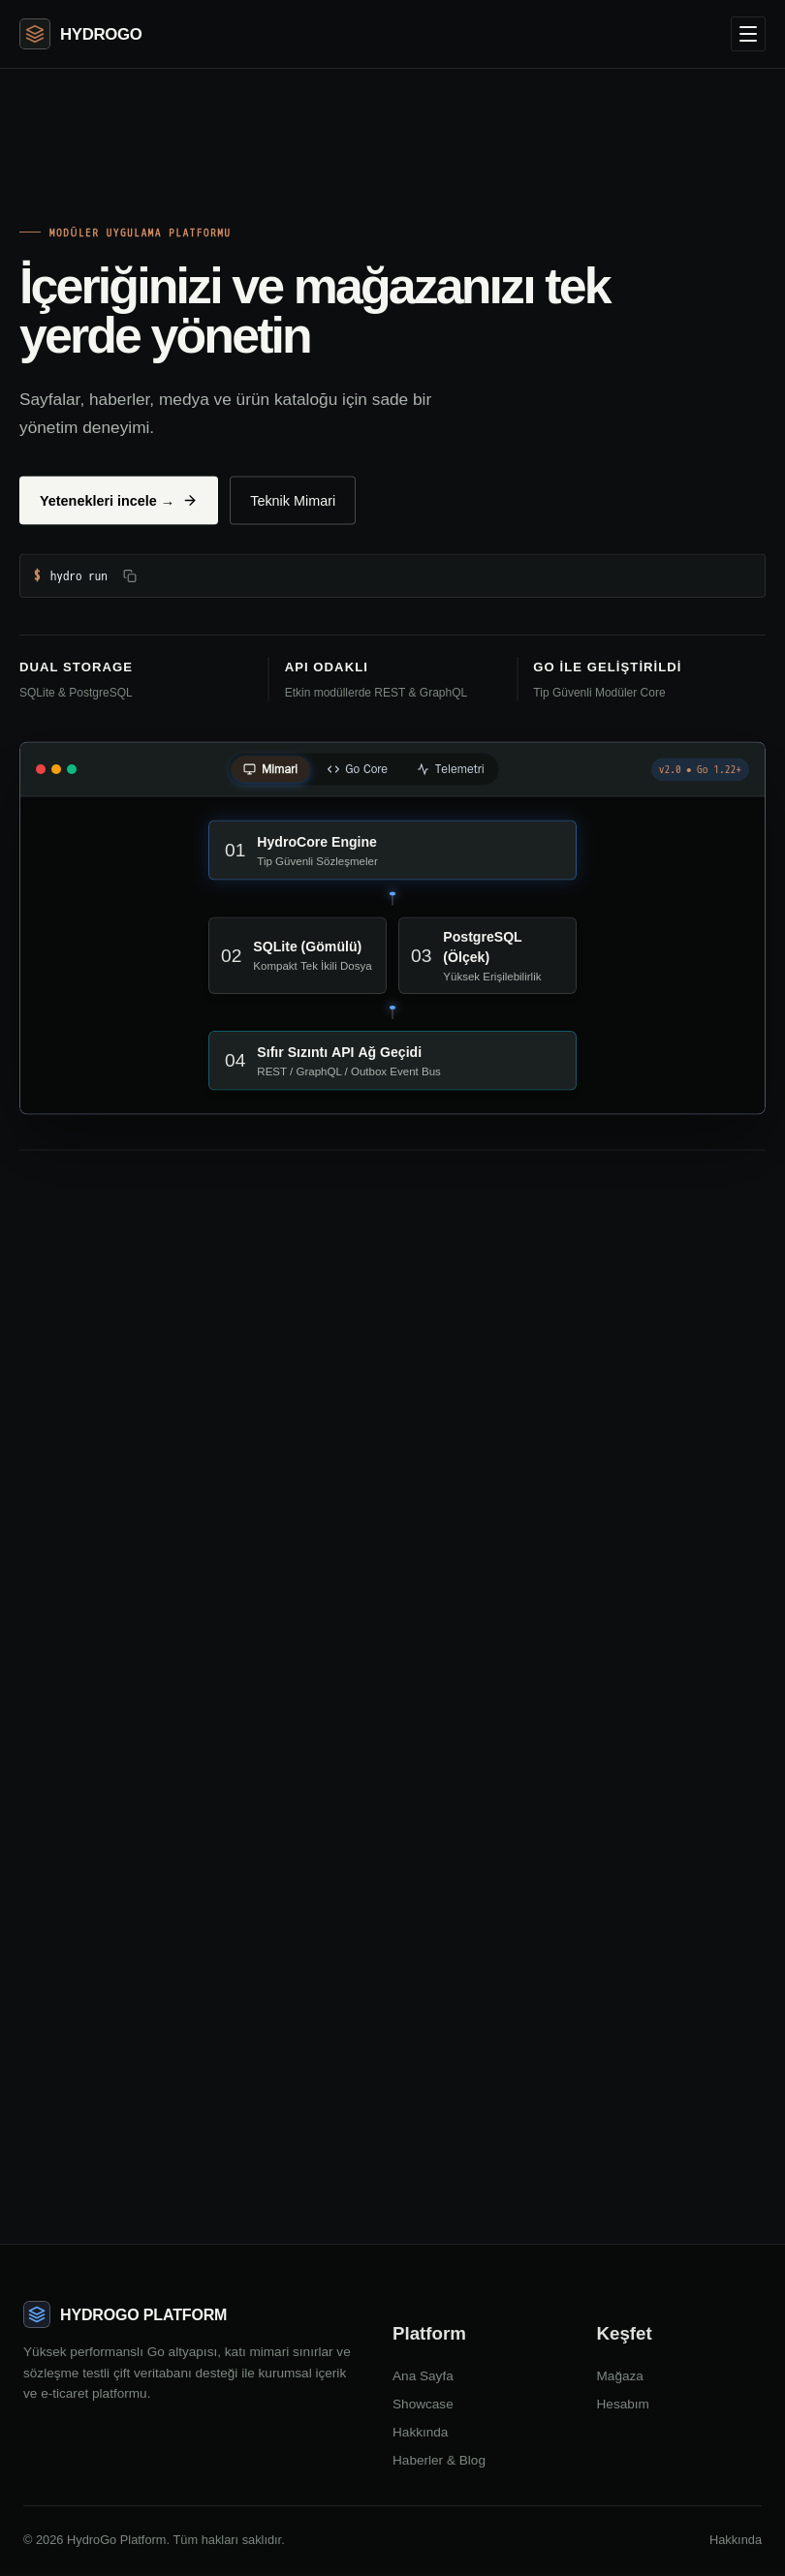 HYDROGO
MODÜLER UYGULAMA PLATFORMU
İçeriğinizi ve mağazanızı tek
yerde yönetin
Sayfalar, haberler, medya ve ürün kataloğu için sade bir
yönetim deneyimi.
Yetenekleri incele →
Teknik Mimari
$ hydro run
DUAL STORAGE
SQLite & PostgreSQL
API ODAKLI
Etkin modüllerde REST & GraphQL
GO İLE GELİŞTİRİLDİ
Tip Güvenli Modüler Core
Mimari
Go Core
Telemetri
v2.0 • Go 1.22+
01
HydroCore Engine
Tip Güvenli Sözleşmeler
02
SQLite (Gömülü)
Kompakt Tek İkili Dosya
03
PostgreSQL
(Ölçek)
Yüksek Erişilebilirlik
04
Sıfır Sızıntı API Ağ Geçidi
REST / GraphQL / Outbox Event Bus
HYDROGO PLATFORM
Yüksek performanslı Go altyapısı, katı mimari sınırlar ve
sözleşme testli çift veritabanı desteği ile kurumsal içerik
ve e-ticaret platformu.
Platform
Ana Sayfa
Showcase
Hakkında
Haberler & Blog
Keşfet
Mağaza
Hesabım
© 2026 HydroGo Platform. Tüm hakları saklıdır.
Hakkında